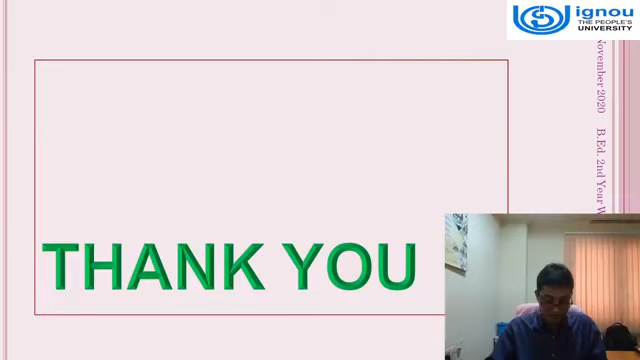 ignou
THE PEOPLE'S
UNIVERSITY
November 2020 B.Ed. 2nd Year
THANK YOU